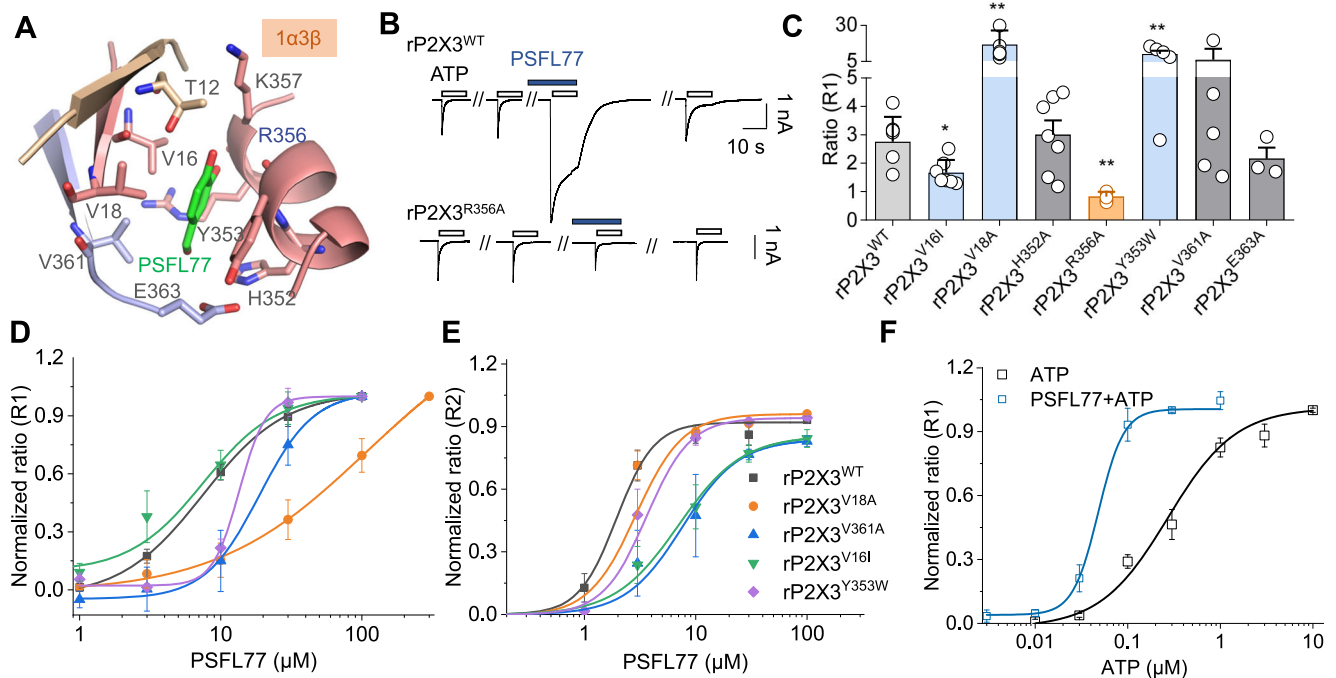 A
1α3β
T12
K357
V16
R356
V18
Y353
V361
PSFL77
E363
H352
B
rP2X3WT
PSFL77
ATP
// // // //
1 nA
10 s
rP2X3R356A
// // // //
1 nA
C
Ratio (R1)
30
5
5
4
3
2
1
0
** * ** **
rP2X3WT
rP2X3V16I
rP2X3V18A
rP2X3H352A
rP2X3R356A
rP2X3Y353W
rP2X3V361A
rP2X3E363A
D
Normalized ratio (R1)
1.2
0.9
0.6
0.3
0.0
1 10 100
PSFL77 (μM)
E
Normalized ratio (R2)
1.2
0.9
0.6
0.3
0.0
1 10 100
PSFL77 (μM)
rP2X3WT
rP2X3V18A
rP2X3V361A
rP2X3V16I
rP2X3Y353W
F
Normalized ratio (R1)
1.2
0.9
0.6
0.3
0.0
0.01 0.1 1 10
ATP (μM)
ATP
PSFL77+ATP